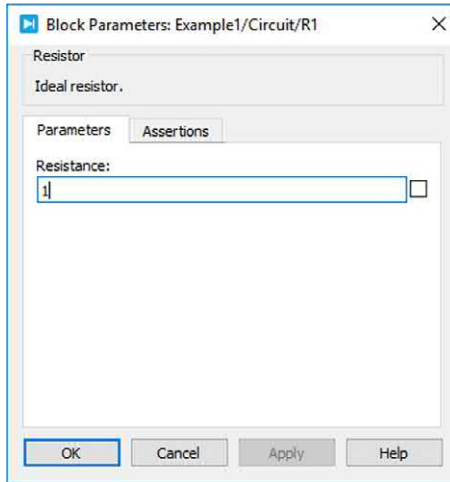 Block Parameters: Example1/Circuit/R1
Resistor
Ideal resistor.
Parameters Assertions
Resistance:
1
OK Cancel Apply Help